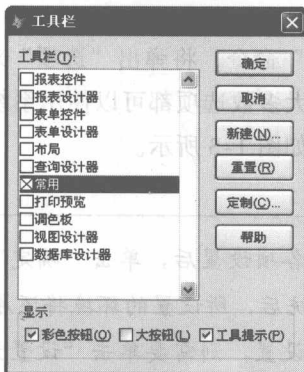 工具栏
工具栏(T):
报表控件
报表设计器
表单控件
表单设计器
布局
查询设计器
常用
打印预览
调色板
视图设计器
数据库设计器
确定
取消
新建(N)...
重置(R)
定制(C)...
帮助
显示
彩色按钮(O) 大按钮(L) 工具提示(P)